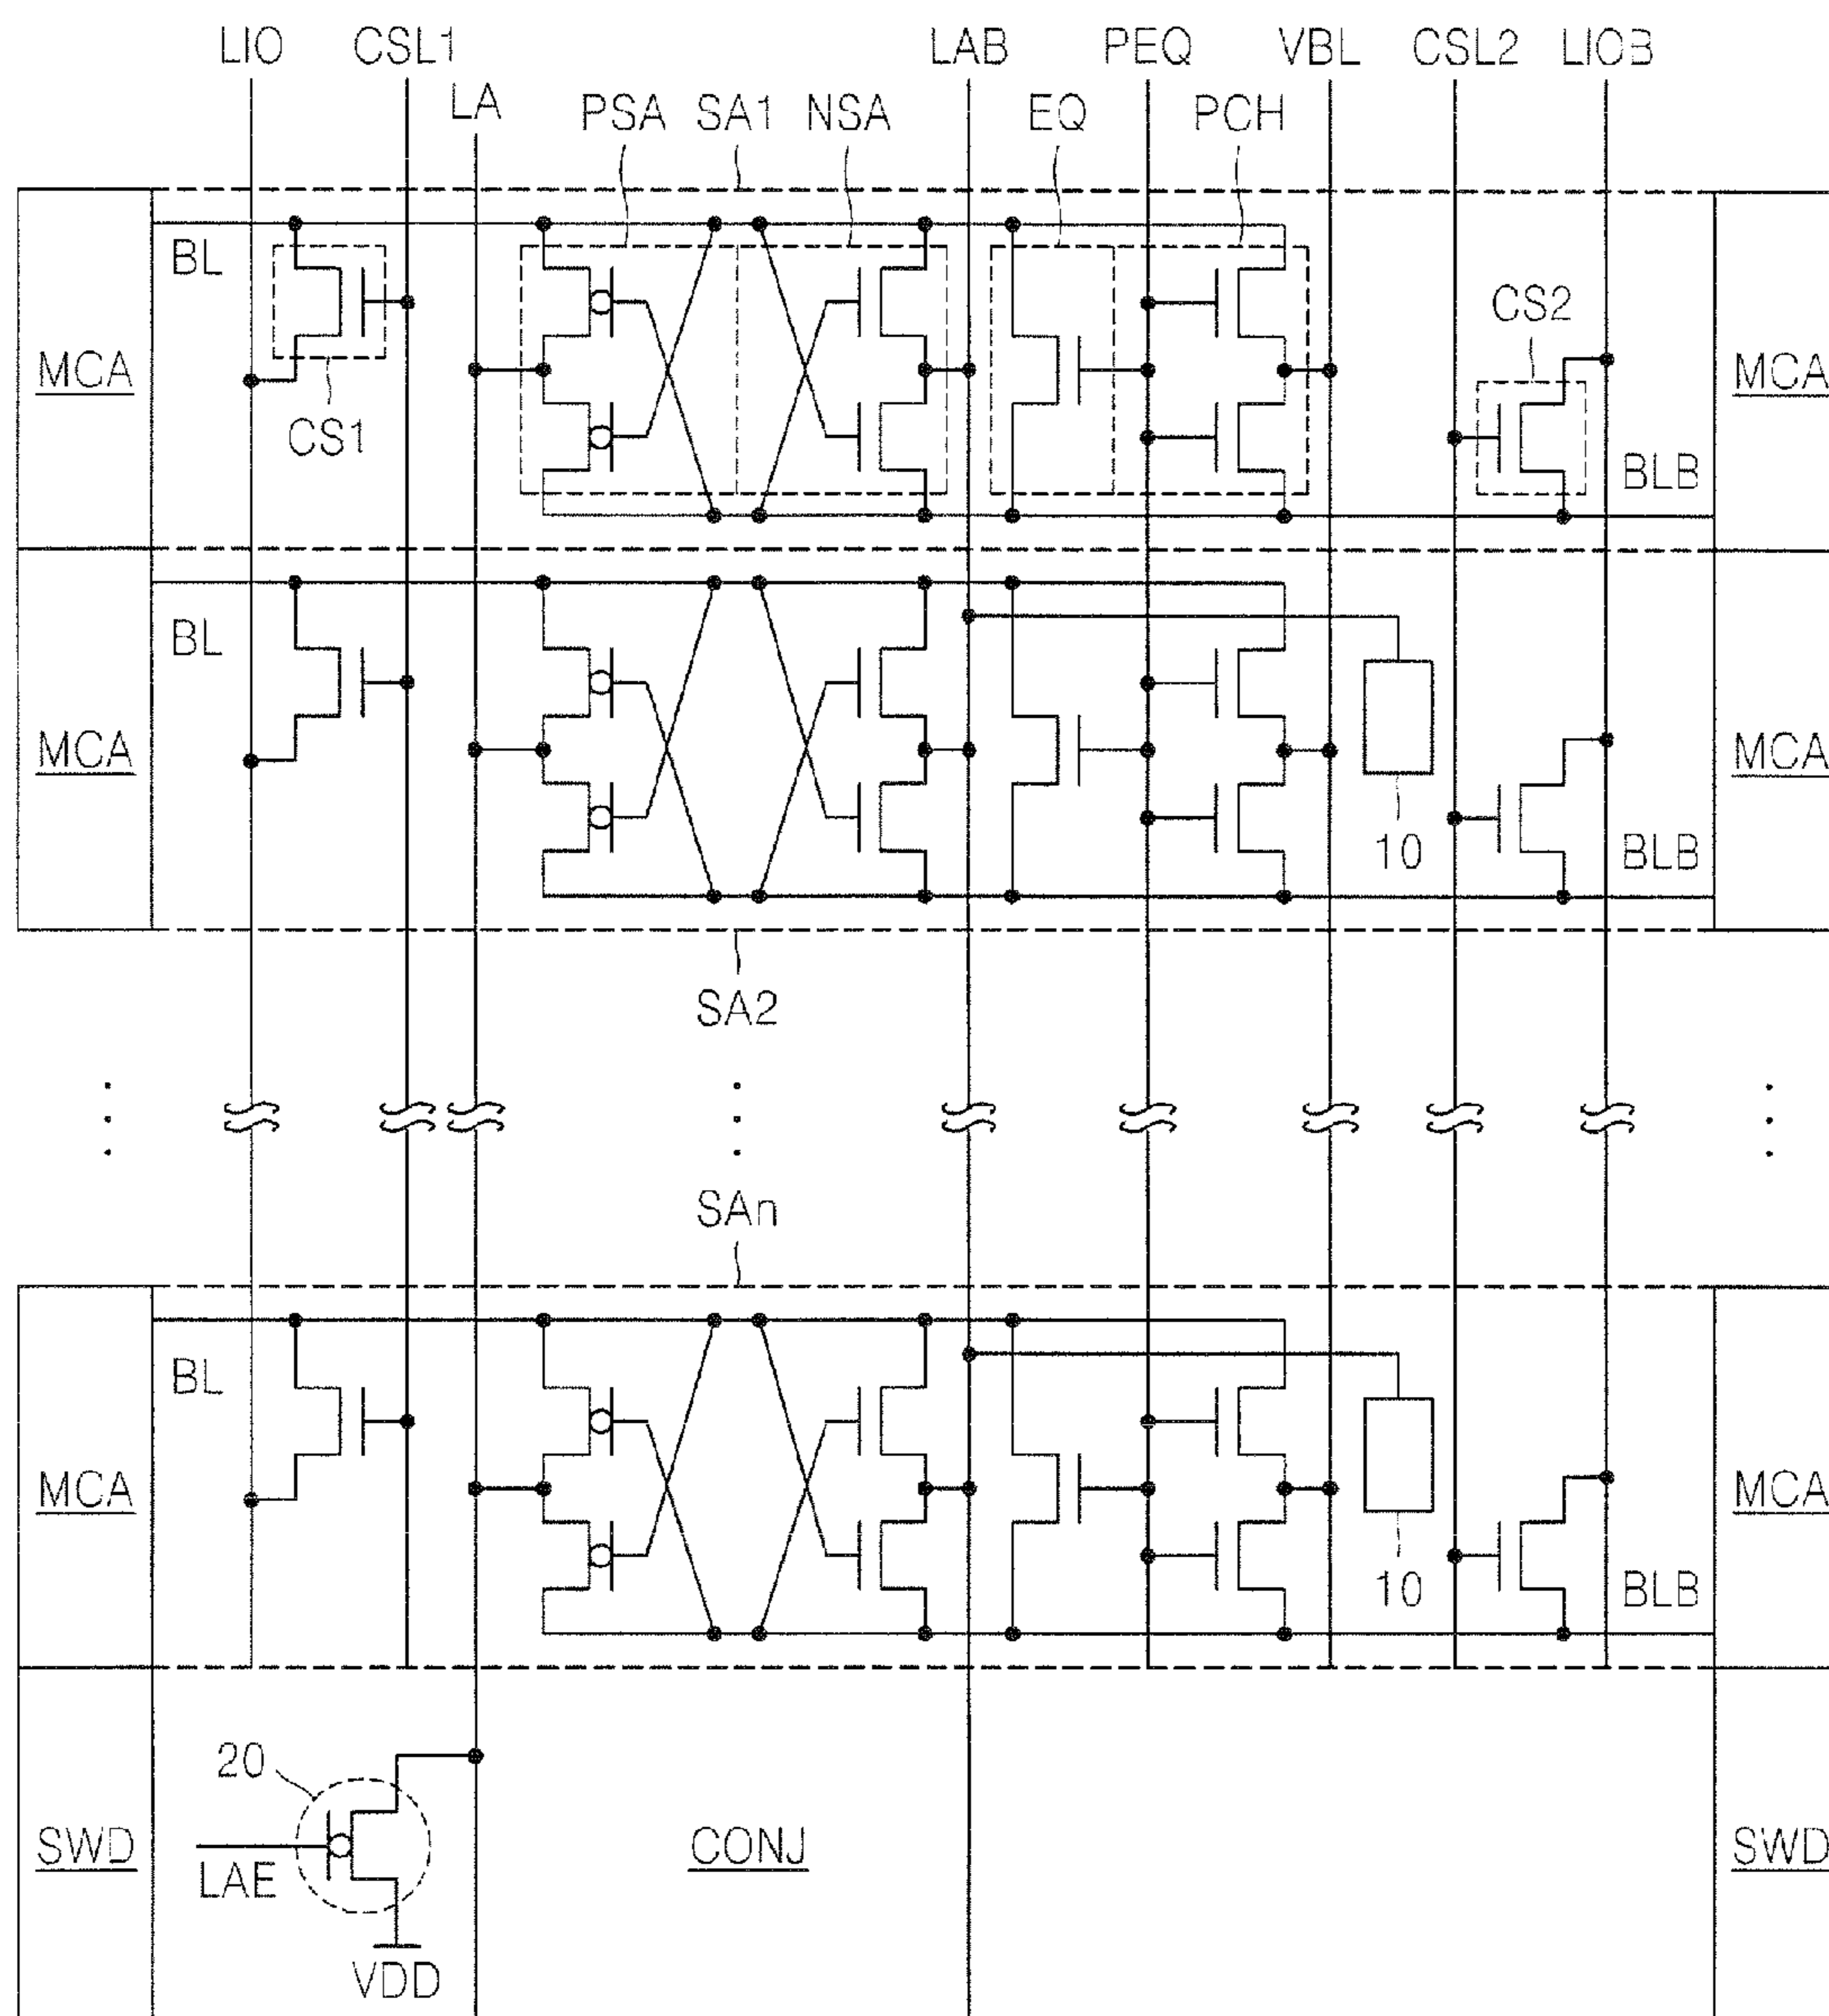 LIO CSL1 LAB PEQ VBL CSL2 LIOB
LA PSA SA1 NSA EQ PCH
BL
CS2
MCA MCA
CS1
BLB
BL
MCA MCA
10 BLB
SA2
SAn
BL
MCA MCA
10 BLB
20
SWD CONJ SWD
LAE
VDD